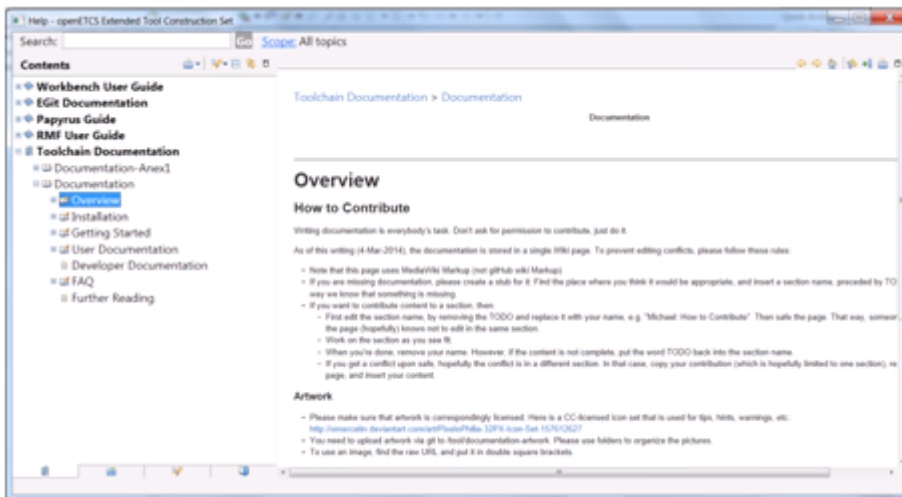 Help - openETCS Extended Tool Construction Set
Search:
Go
Scope: All topics
Contents
Workbench User Guide
EGit Documentation
Papyrus Guide
RMF User Guide
Toolchain Documentation
Documentation-Anex1
Documentation
Overview
Installation
Getting Started
User Documentation
Developer Documentation
FAQ
Further Reading
Toolchain Documentation > Documentation
Documentation
Overview
How to Contribute
Writing documentation is everybody's task. Don't ask for permission to contribute, just do it.
As of this writing (4-Mar-2014), the documentation is stored in a single Wiki page. To prevent editing conflicts, please follow these rules:
Note that this page uses MediaWiki Markup (not gitHub wiki Markup)
If you are missing documentation, please create a stub for it. Find the place where you think it would be appropriate, and insert a section name, preceded by TO
way we know that something is missing.
If you want to contribute content to a section, then:
First edit the section name, by removing the TODO and replace it with your name, e.g. "Michael: How to Contribute". Then safe the page. That way, someor
the page (hopefully) knows not to edit in the same section.
Work on the section as you see fit
When you're done, remove your name. However, if the content is not complete, put the word TODO back into the section name.
If you get a conflict upon safe, hopefully the conflict is in a different section. In that case, copy your contribution (which is hopefully limited to one section), re
page, and insert your content.
Artwork
Please make sure that artwork is correspondingly licensed. Here is a CC-licensed icon set that is used for tips, hints, warnings, etc.
You need to upload artwork via git to /tool/documentation-artwork. Please use folders to organize the pictures.
To use an image, find the raw URL and put it in double square brackets.